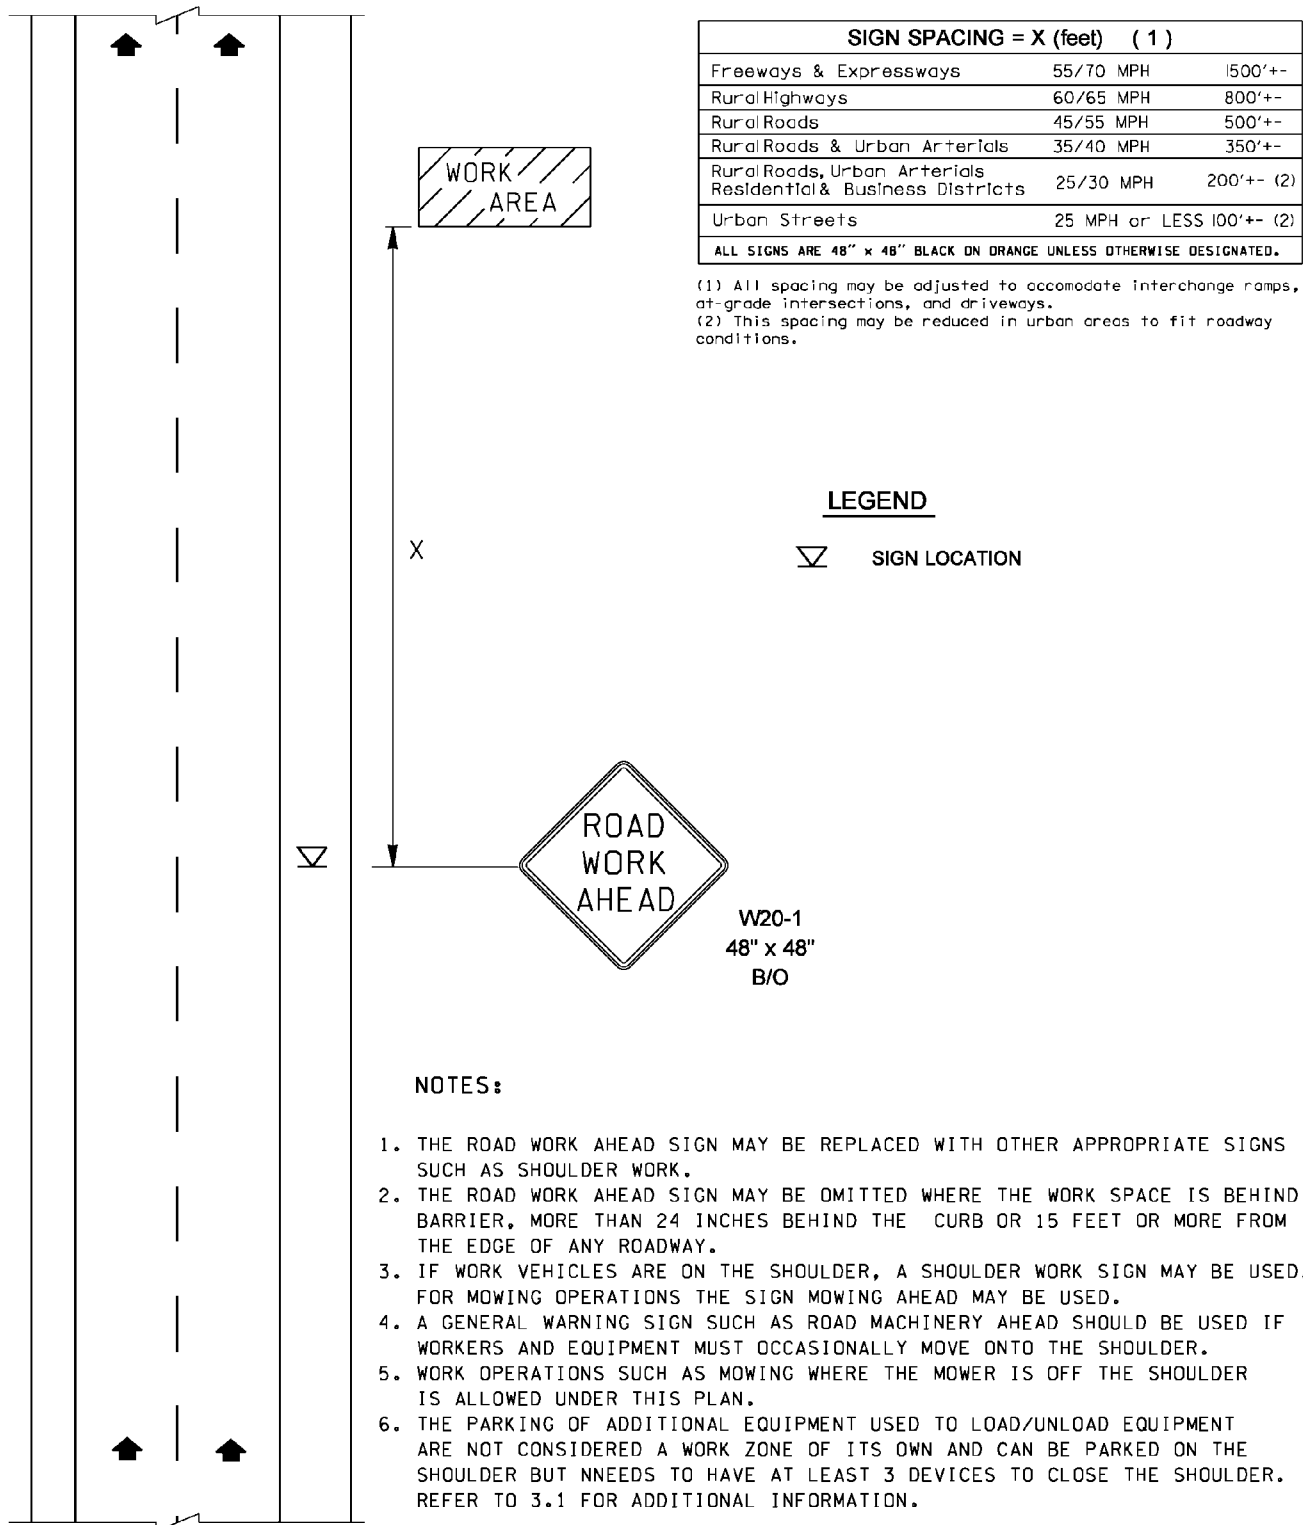 SIGN SPACING = X (feet) ( 1 )
Freeways & Expressways 55/70 MPH 1500'+-
Rural Highways 60/65 MPH 800'+-
Rural Roads 45/55 MPH 500'+-
Rural Roads & Urban Arterials 35/40 MPH 350'+-
Rural Roads, Urban Arterials
Residential & Business Districts 25/30 MPH 200'+- (2)
Urban Streets 25 MPH or LESS 100'+- (2)
ALL SIGNS ARE 48" x 48" BLACK ON ORANGE UNLESS OTHERWISE DESIGNATED.
(1) All spacing may be adjusted to accomodate interchange ramps,
at-grade intersections, and driveways.
(2) This spacing may be reduced in urban areas to fit roadway
conditions.
WORK
AREA
LEGEND
SIGN LOCATION
X
ROAD
WORK
AHEAD
W20-1
48" x 48"
B/O
NOTES:
1. THE ROAD WORK AHEAD SIGN MAY BE REPLACED WITH OTHER APPROPRIATE SIGNS
SUCH AS SHOULDER WORK.
2. THE ROAD WORK AHEAD SIGN MAY BE OMITTED WHERE THE WORK SPACE IS BEHIND
BARRIER, MORE THAN 24 INCHES BEHIND THE CURB OR 15 FEET OR MORE FROM
THE EDGE OF ANY ROADWAY.
3. IF WORK VEHICLES ARE ON THE SHOULDER, A SHOULDER WORK SIGN MAY BE USED.
FOR MOWING OPERATIONS THE SIGN MOWING AHEAD MAY BE USED.
4. A GENERAL WARNING SIGN SUCH AS ROAD MACHINERY AHEAD SHOULD BE USED IF
WORKERS AND EQUIPMENT MUST OCCASIONALLY MOVE ONTO THE SHOULDER.
5. WORK OPERATIONS SUCH AS MOWING WHERE THE MOWER IS OFF THE SHOULDER
IS ALLOWED UNDER THIS PLAN.
6. THE PARKING OF ADDITIONAL EQUIPMENT USED TO LOAD/UNLOAD EQUIPMENT
ARE NOT CONSIDERED A WORK ZONE OF ITS OWN AND CAN BE PARKED ON THE
SHOULDER BUT NNEEDS TO HAVE AT LEAST 3 DEVICES TO CLOSE THE SHOULDER.
REFER TO 3.1 FOR ADDITIONAL INFORMATION.